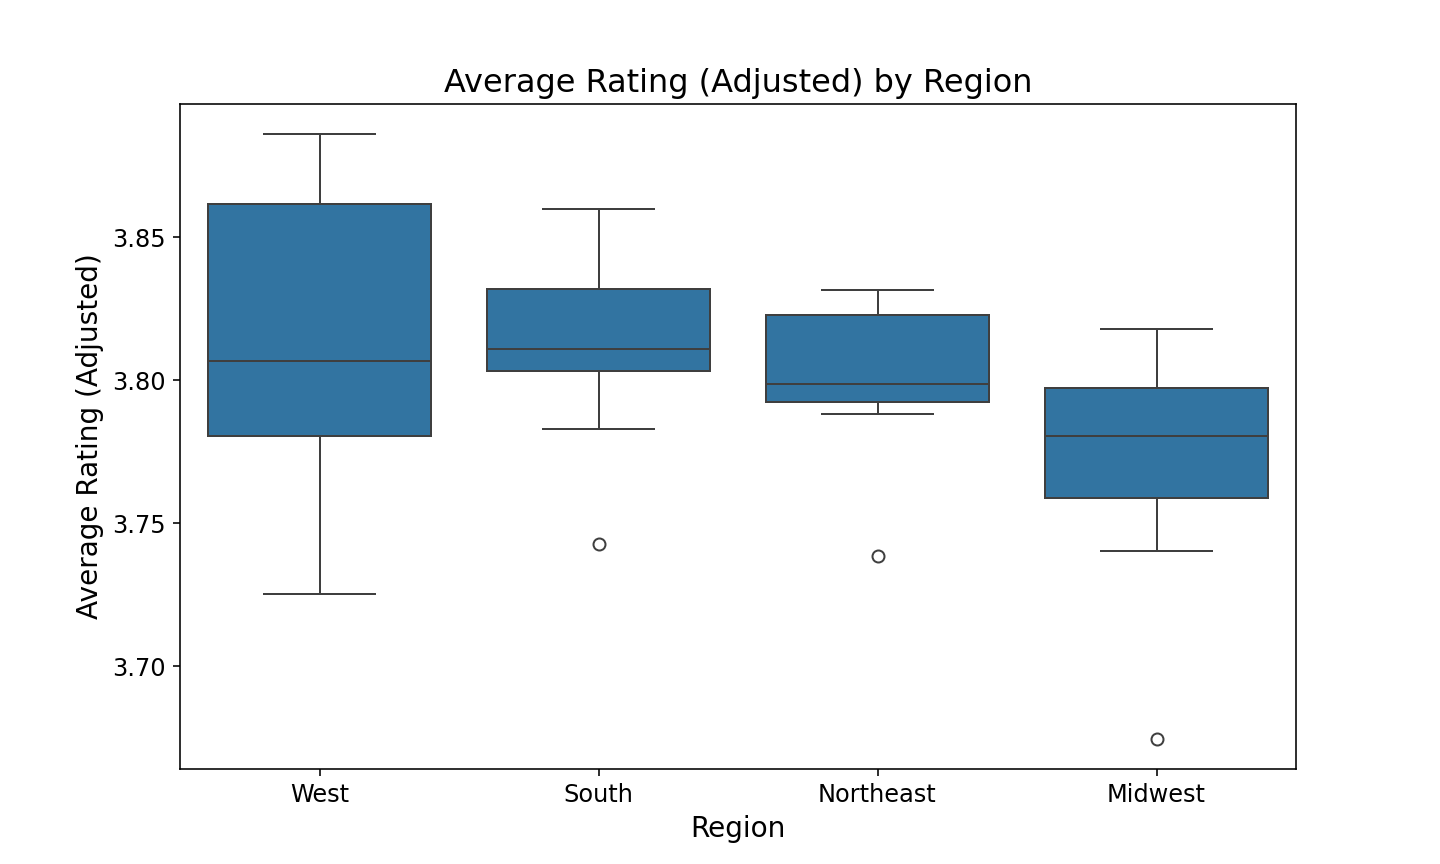 Average Rating (Adjusted) by Region
Average Rating (Adjusted)
3.85
3.80
3.75
3.70
West
South
Northeast
Midwest
Region